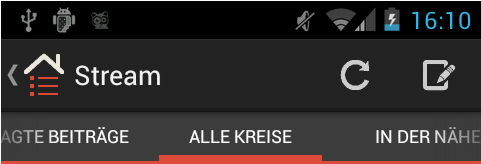 16:10
Stream
AGTE BEITRÄGE ALLE KREISE IN DER NÄHE